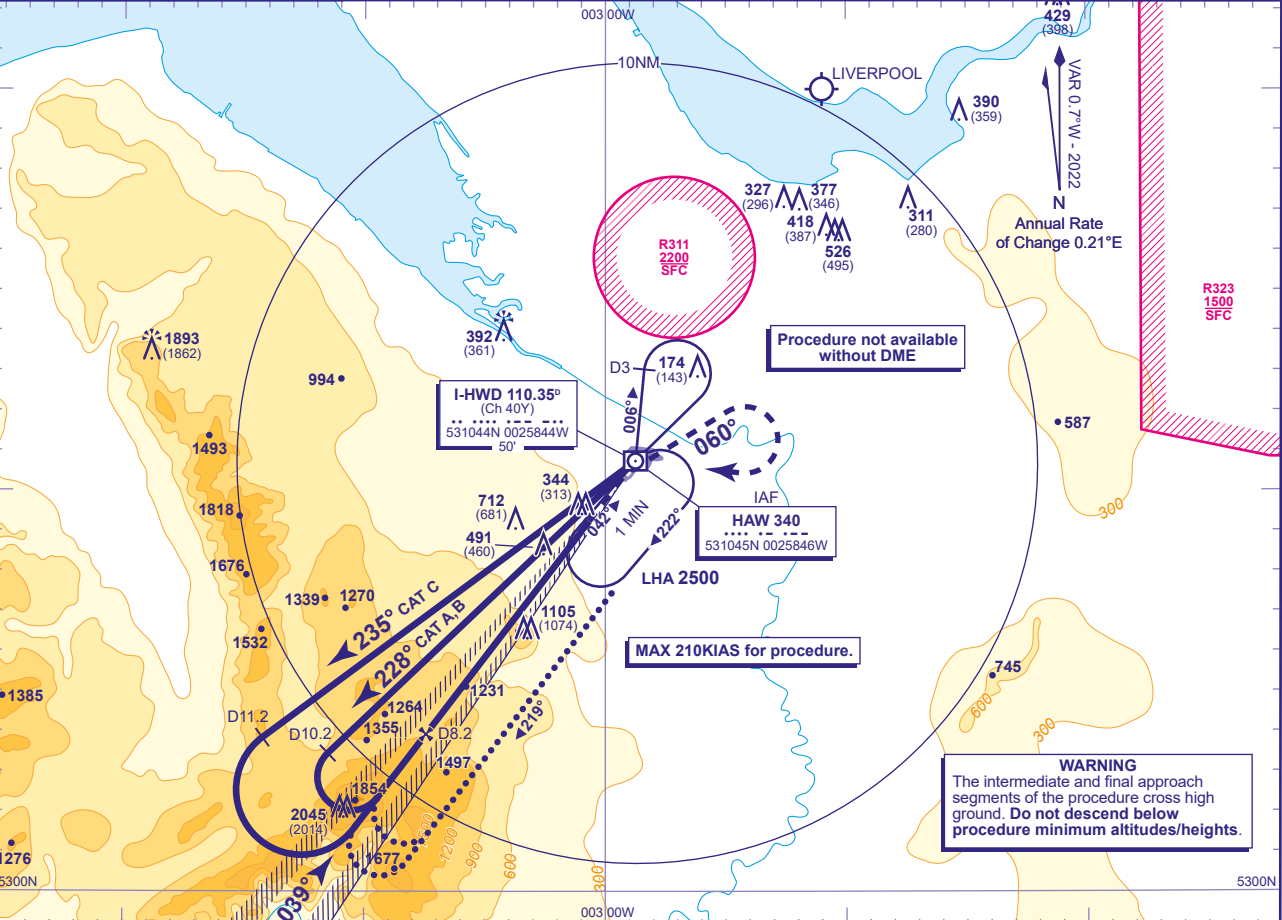 003 00W
429
(398)
10NM
LIVERPOOL
VAR 0.7°W - 2022
390
(359)
N
Annual Rate
of Change 0.21°E
327
(296)
377
(346)
418
(387)
526
(495)
311
(280)
R311
2200
SFC
R323
1500
SFC
1893
(1862)
392
(361)
Procedure not available
without DME
994
D3
174
(143)
I-HWD 110.35D
(Ch 40Y)
531044N 0025844W
50'
006°
060°
587
1493
344
(313)
IAF
300
712
(681)
1818
042°
1 MIN
222°
HAW 340
531045N 0025846W
491
(460)
1676
LHA 2500
1339
1270
235° CAT C
228° CAT A,B
1105
(1074)
1532
MAX 210KIAS for procedure.
745
1385
1231
600
1264
219°
D11.2
D10.2
1355
D8.2
300
1497
WARNING
The intermediate and final approach
segments of the procedure cross high
ground. Do not descend below
procedure minimum altitudes/heights.
1854
2045
(2014)
1200
900
600
300
1677
1276
039°
5300N
5300N
003 00W